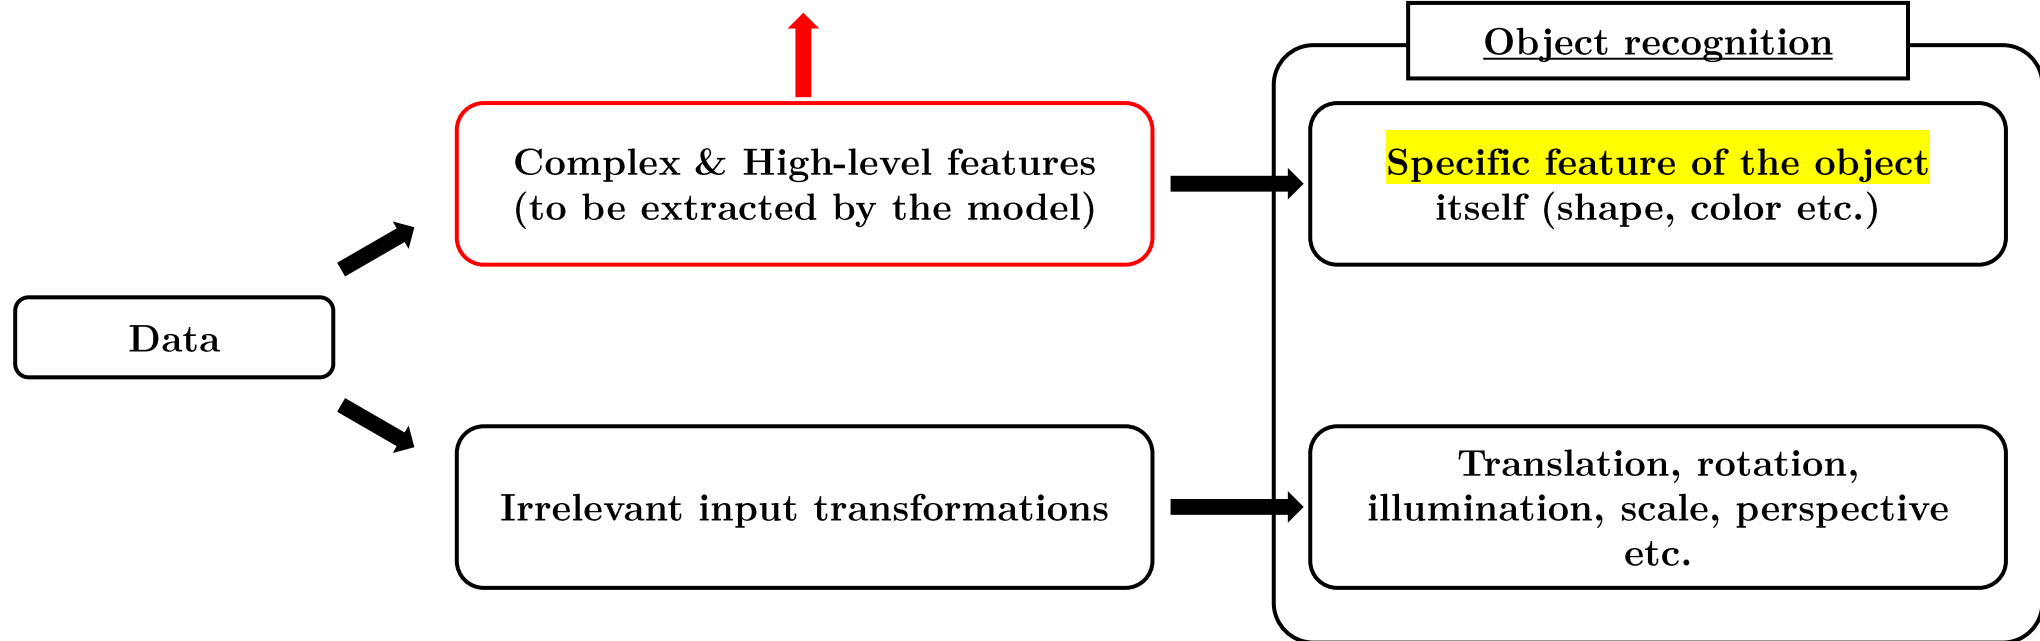 Object recognition
Complex & High-level features
(to be extracted by the model)
Specific feature of the object
itself (shape, color etc.)
Data
Irrelevant input transformations
Translation, rotation,
illumination, scale, perspective
etc.